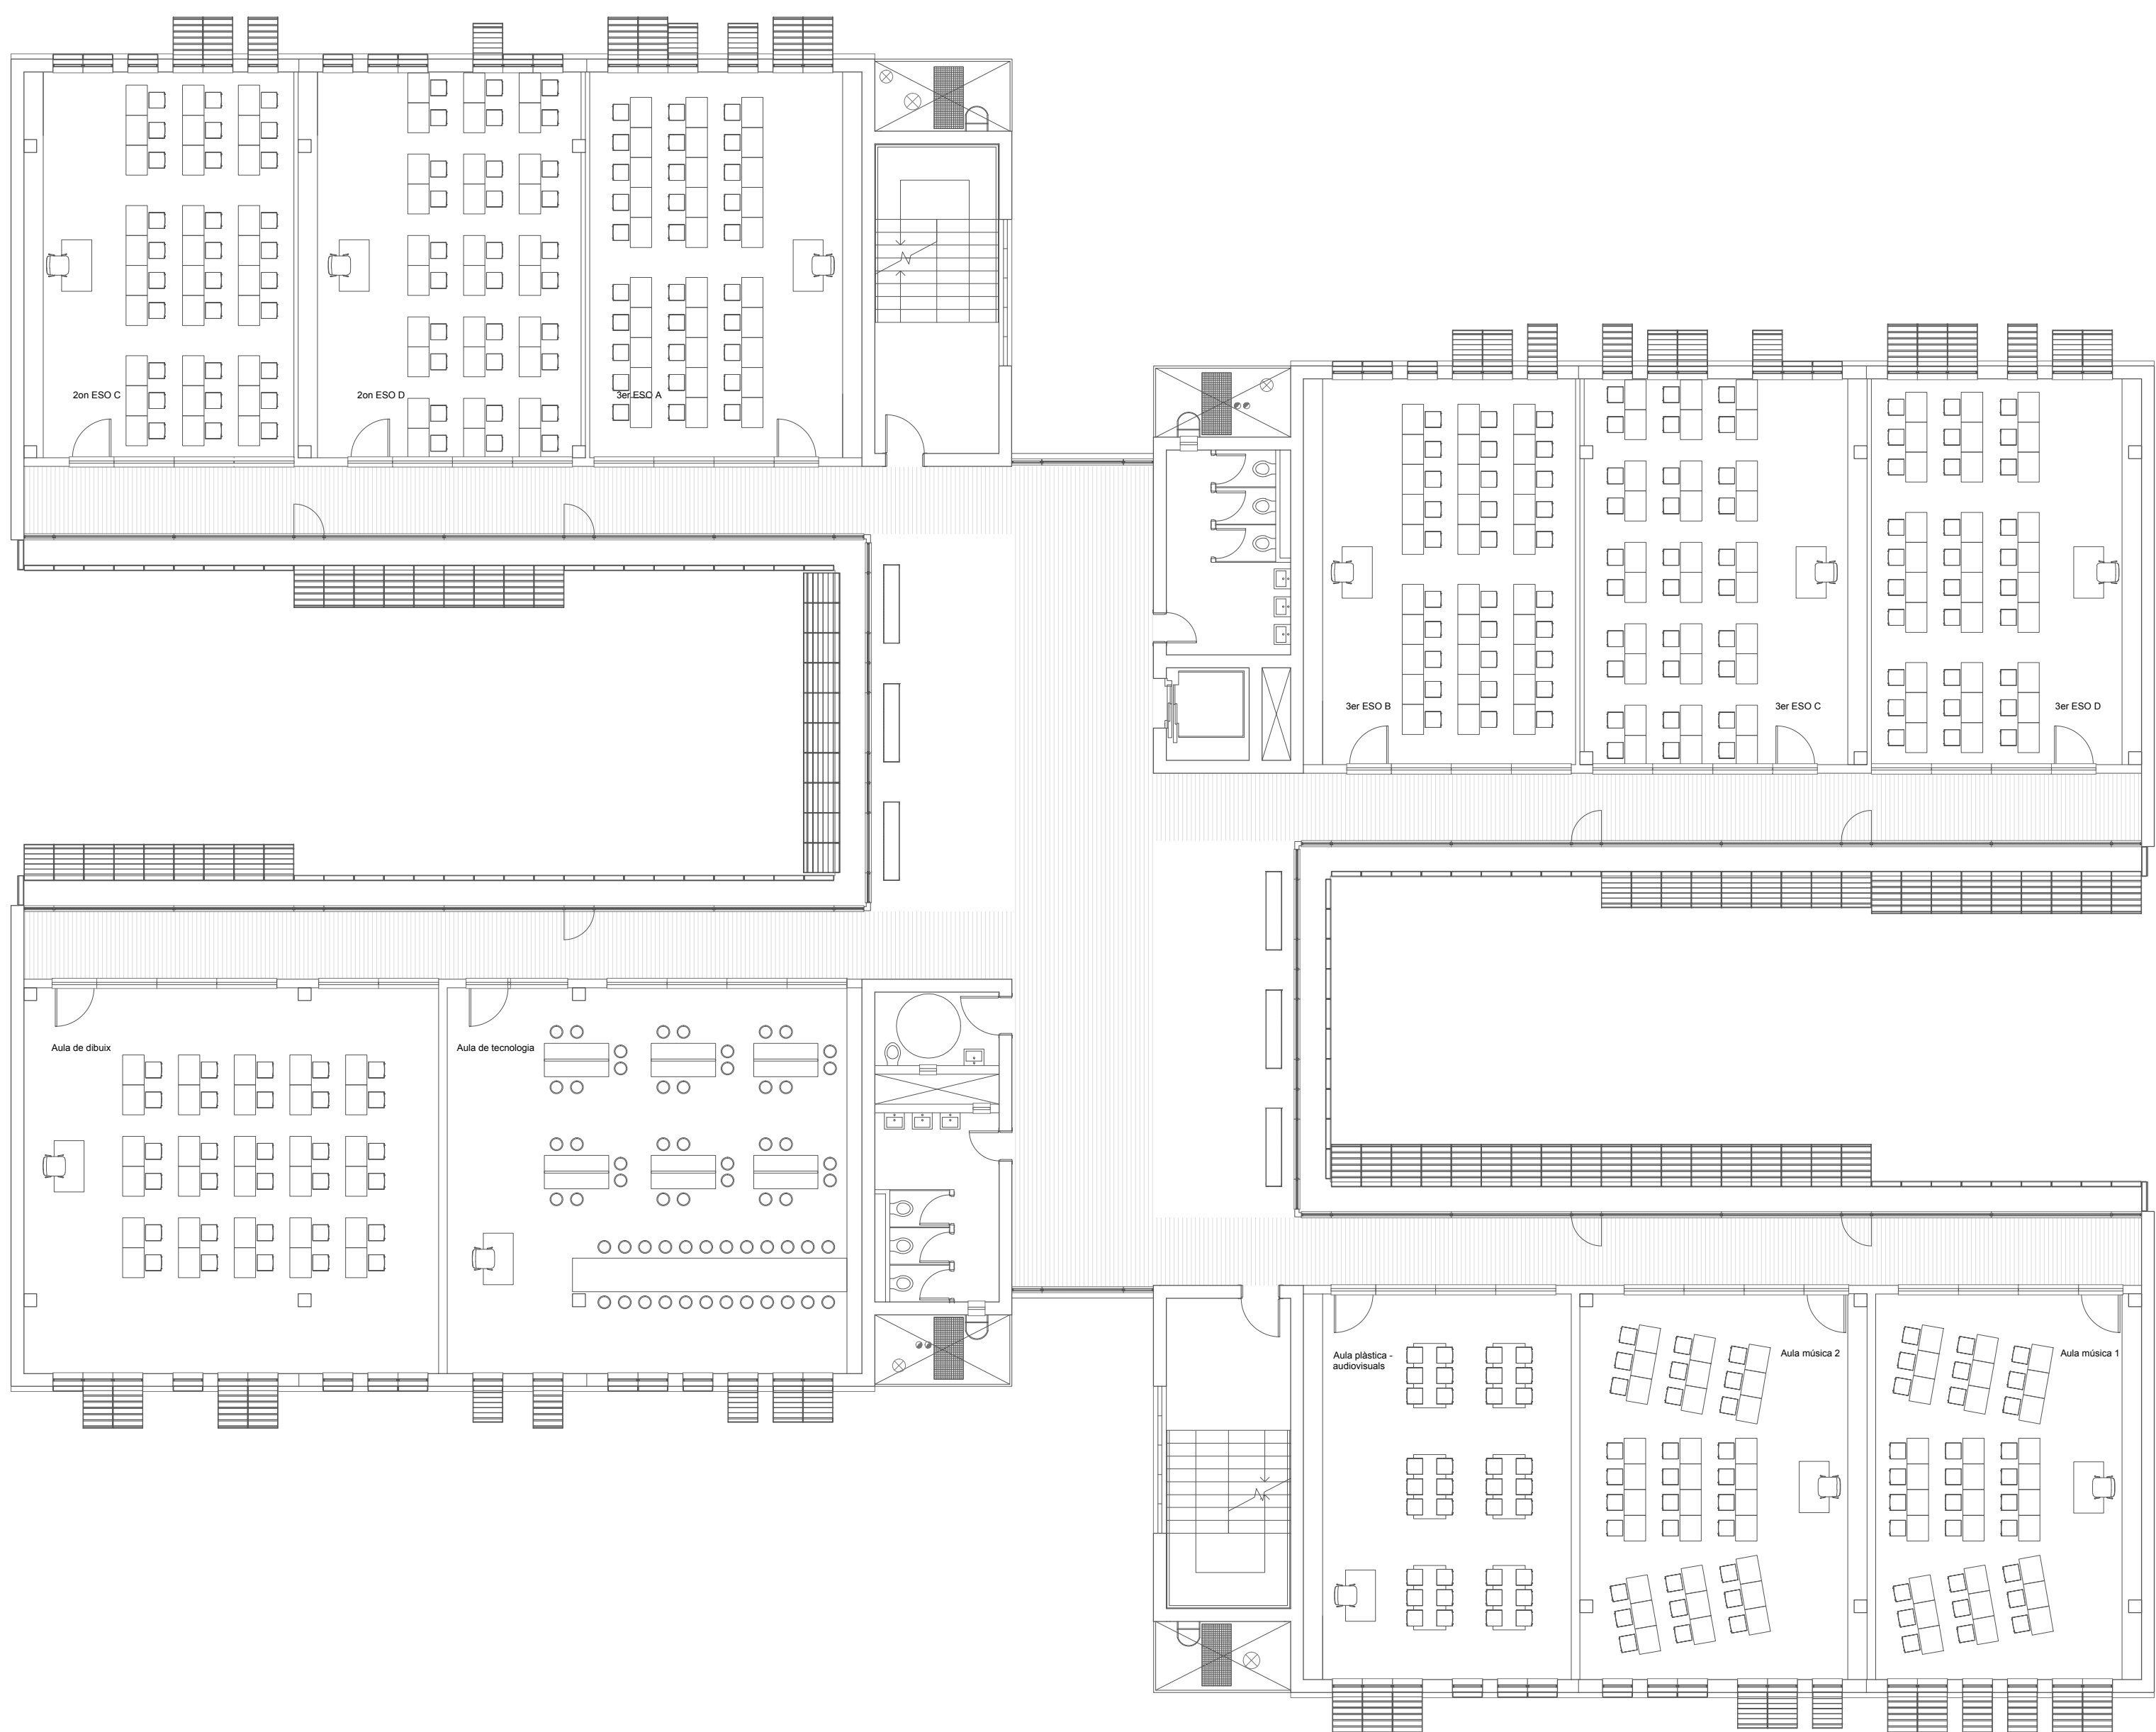 2on ESO C
2on ESO D
3er ESO A
3er ESO B
3er ESO C
3er ESO D
Aula de dibuix
Aula de tecnologia
Aula plàstica -
audiovisuals
Aula música 2
Aula música 1